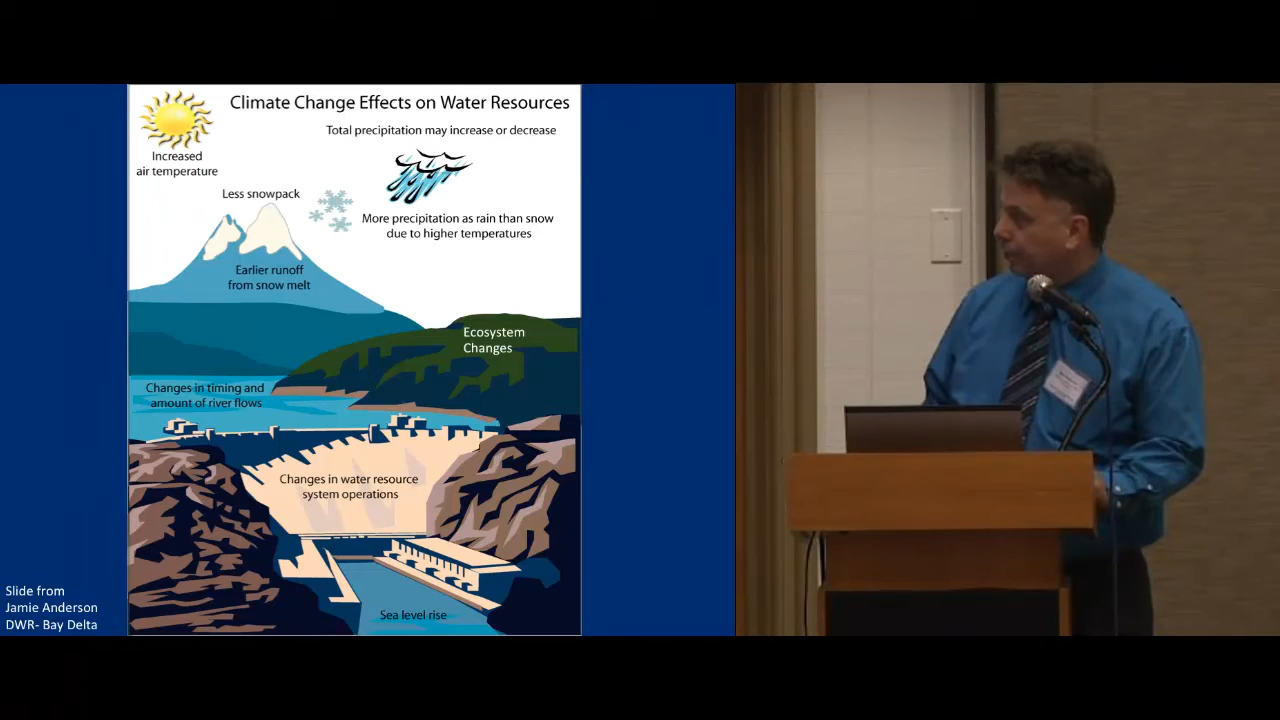 Climate Change Effects on Water Resources
Total precipitation may increase or decrease
Increased
air temperature
Less snowpack
More precipitation as rain than snow
due to higher temperatures
Earlier runoff
from snow melt
Ecosystem
Changes
Changes in timing and
amount of river flows
Changes in water resource
system operations
Sea level rise
Slide from
Jamie Anderson
DWR- Bay Delta